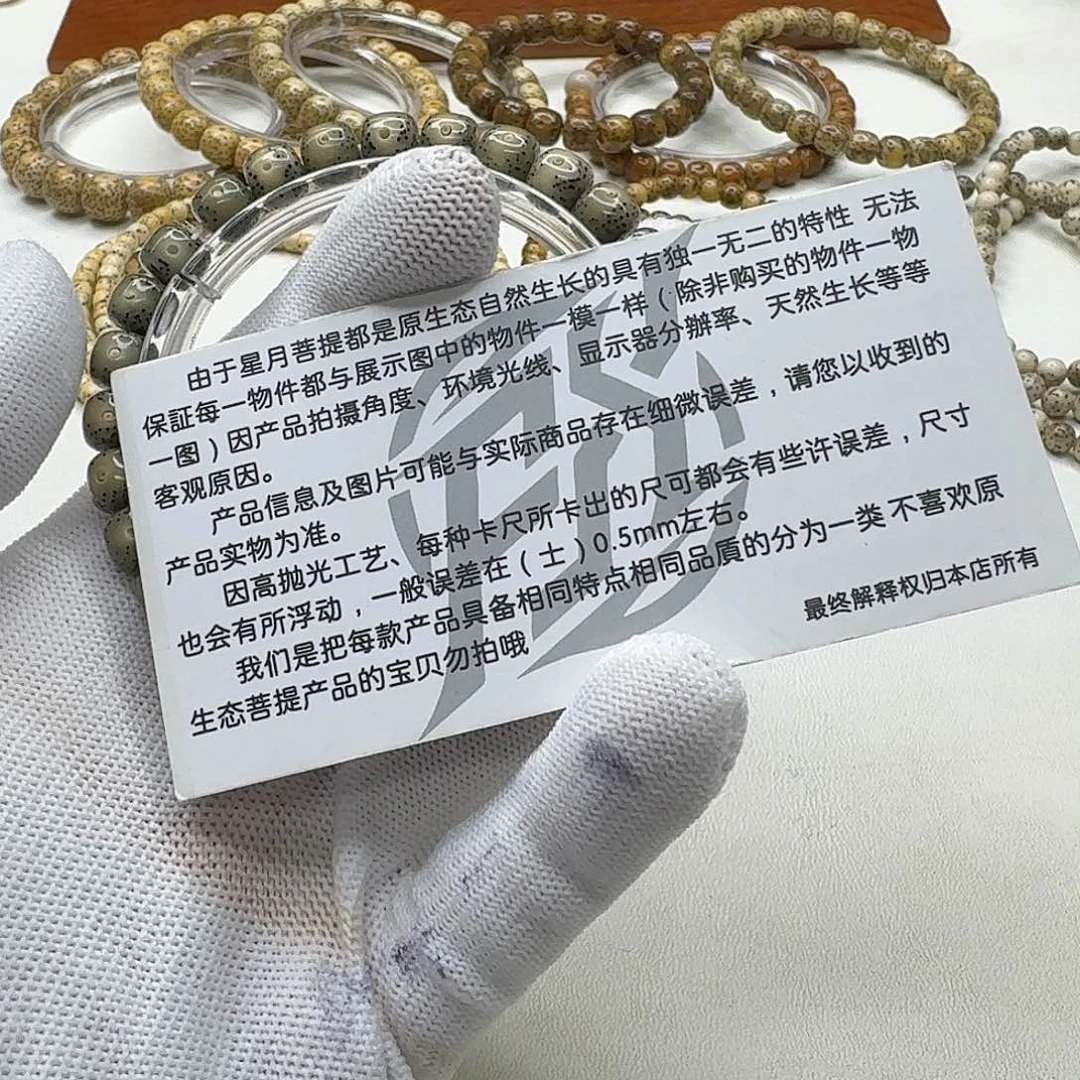 由于星月菩提都是原生态自然生长的具有独一无二的特性 无法
保証每一物件都与展示图中的物件一模一样（除非购买的物件一物
一图）因产品拍摄角度、环境光线、显示器分辨率、天然生长等等
客观原因。
产品信息及图片可能与实际商品存在细微误差，请您以收到的
产品实物为准。
因高抛光工艺、每种卡尺所卡出的尺可都会有些许误差，尺寸
也会有所浮动，一般误差在（士）0.5mm左右。
我们是把每款产品具备相同特点相同品質的分为一类 不喜欢原
生态菩提产品的宝贝勿拍哦
最终解释权归本店所有